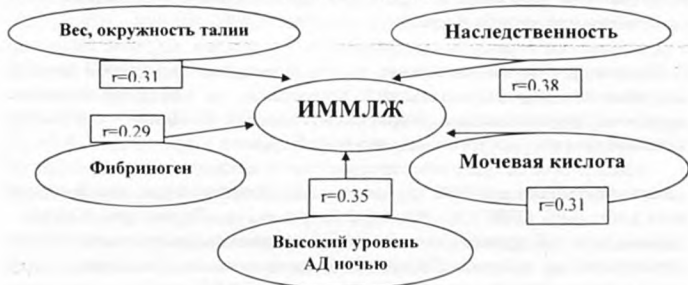 Вес, окружность талии
r=0.31
Наследственность
r=0.38
ИММЛЖ
r=0.29
Фибриноген
Мочевая кислота
r=0.31
r=0.35
Высокий уровень
АД ночью